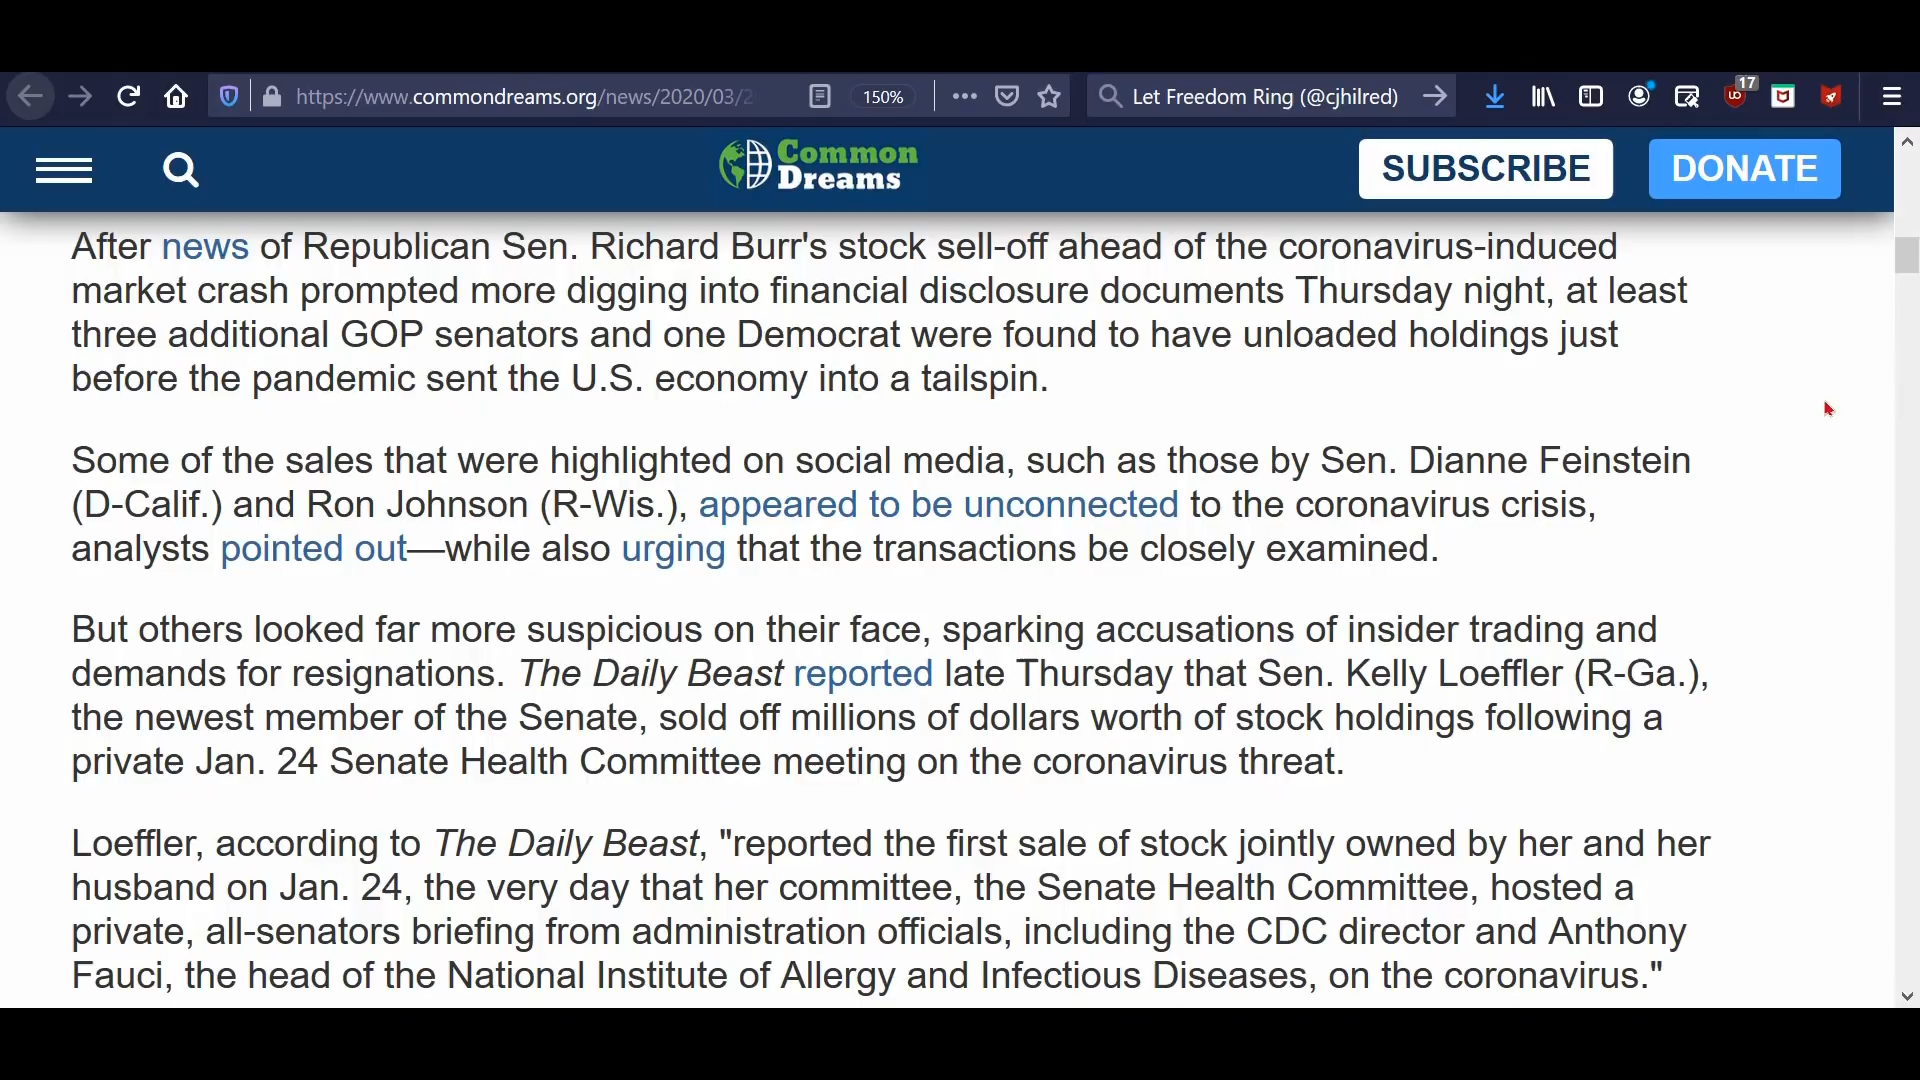 https://www.commondreams.org/news/2020/03/2
150%
Let Freedom Ring (@cjhilred)
17
Common
Dreams
SUBSCRIBE
DONATE
After news of Republican Sen. Richard Burr's stock sell-off ahead of the coronavirus-induced
market crash prompted more digging into financial disclosure documents Thursday night, at least
three additional GOP senators and one Democrat were found to have unloaded holdings just
before the pandemic sent the U.S. economy into a tailspin.
Some of the sales that were highlighted on social media, such as those by Sen. Dianne Feinstein
(D-Calif.) and Ron Johnson (R-Wis.), appeared to be unconnected to the coronavirus crisis,
analysts pointed out—while also urging that the transactions be closely examined.
But others looked far more suspicious on their face, sparking accusations of insider trading and
demands for resignations. The Daily Beast reported late Thursday that Sen. Kelly Loeffler (R-Ga.),
the newest member of the Senate, sold off millions of dollars worth of stock holdings following a
private Jan. 24 Senate Health Committee meeting on the coronavirus threat.
Loeffler, according to The Daily Beast, "reported the first sale of stock jointly owned by her and her
husband on Jan. 24, the very day that her committee, the Senate Health Committee, hosted a
private, all-senators briefing from administration officials, including the CDC director and Anthony
Fauci, the head of the National Institute of Allergy and Infectious Diseases, on the coronavirus."